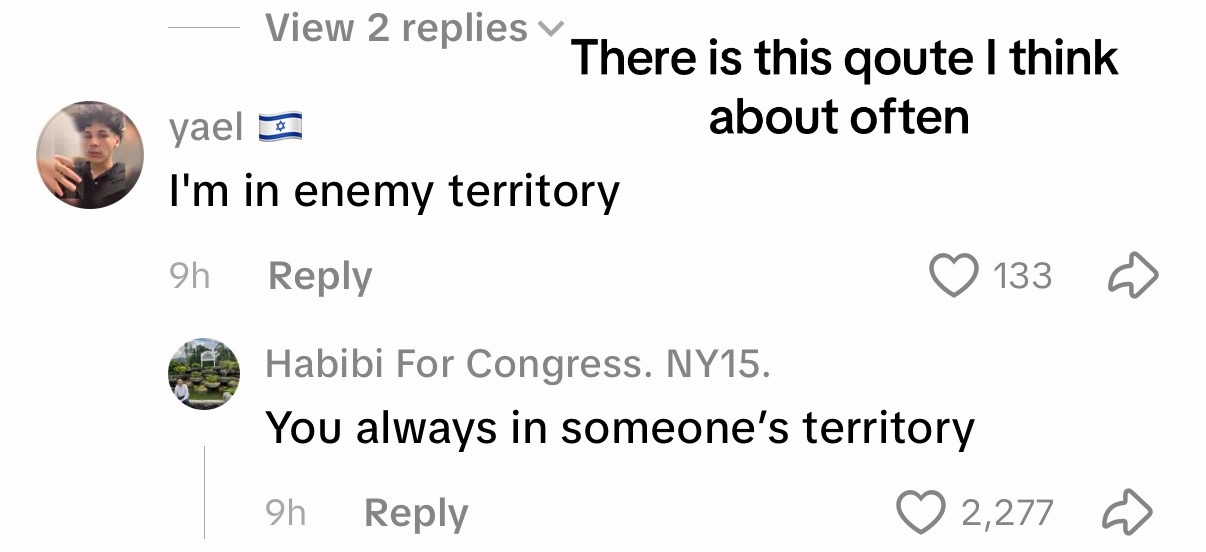 View 2 replies
There is this qoute I think
about often
yael 🇮🇱
I'm in enemy territory
9h Reply 133
Habibi For Congress. NY15.
You always in someone’s territory
9h Reply 2,277